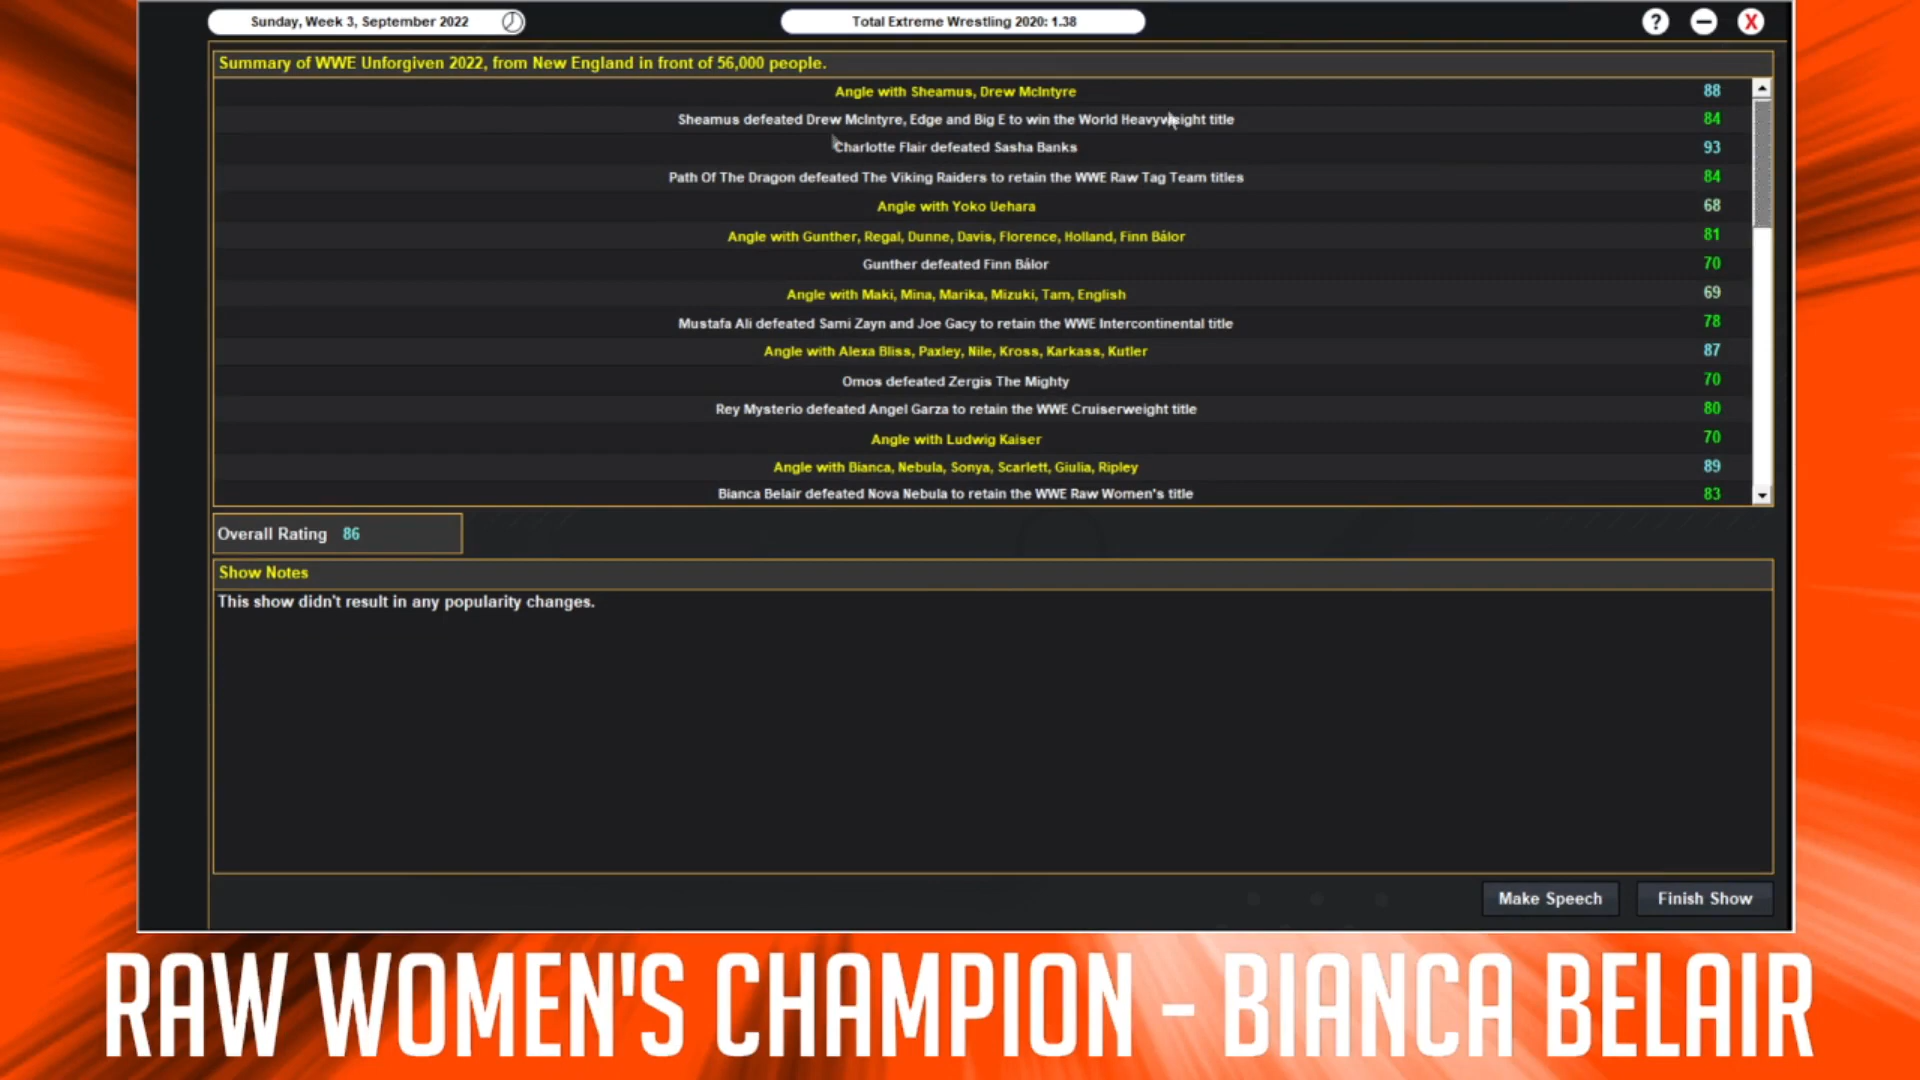 Sunday, Week 3, September 2022
Total Extreme Wrestling 2020: 1.38
?
X
Summary of WWE Unforgiven 2022, from New England in front of 56,000 people.
Angle with Sheamus, Drew McIntyre 88
Sheamus defeated Drew McIntyre, Edge and Big E to win the World Heavyweight title 84
Charlotte Flair defeated Sasha Banks 93
Path Of The Dragon defeated The Viking Raiders to retain the WWE Raw Tag Team titles 84
Angle with Yoko Uehara 68
Angle with Gunther, Regal, Dunne, Davis, Florence, Holland, Finn Bálor 81
Gunther defeated Finn Bálor 70
Angle with Maki, Mina, Marika, Mizuki, Tam, English 69
Mustafa Ali defeated Sami Zayn and Joe Gacy to retain the WWE Intercontinental title 78
Angle with Alexa Bliss, Paxley, Nile, Kross, Karkass, Kutler 87
Omos defeated Zergis The Mighty 70
Rey Mysterio defeated Angel Garza to retain the WWE Cruiserweight title 80
Angle with Ludwig Kaiser 70
Angle with Bianca, Nebula, Sonya, Scarlett, Giulia, Ripley 89
Bianca Belair defeated Nova Nebula to retain the WWE Raw Women's title 83
Overall Rating 86
Show Notes
This show didn't result in any popularity changes.
Make Speech
Finish Show
RAW WOMEN'S CHAMPION - BIANCA BELAIR